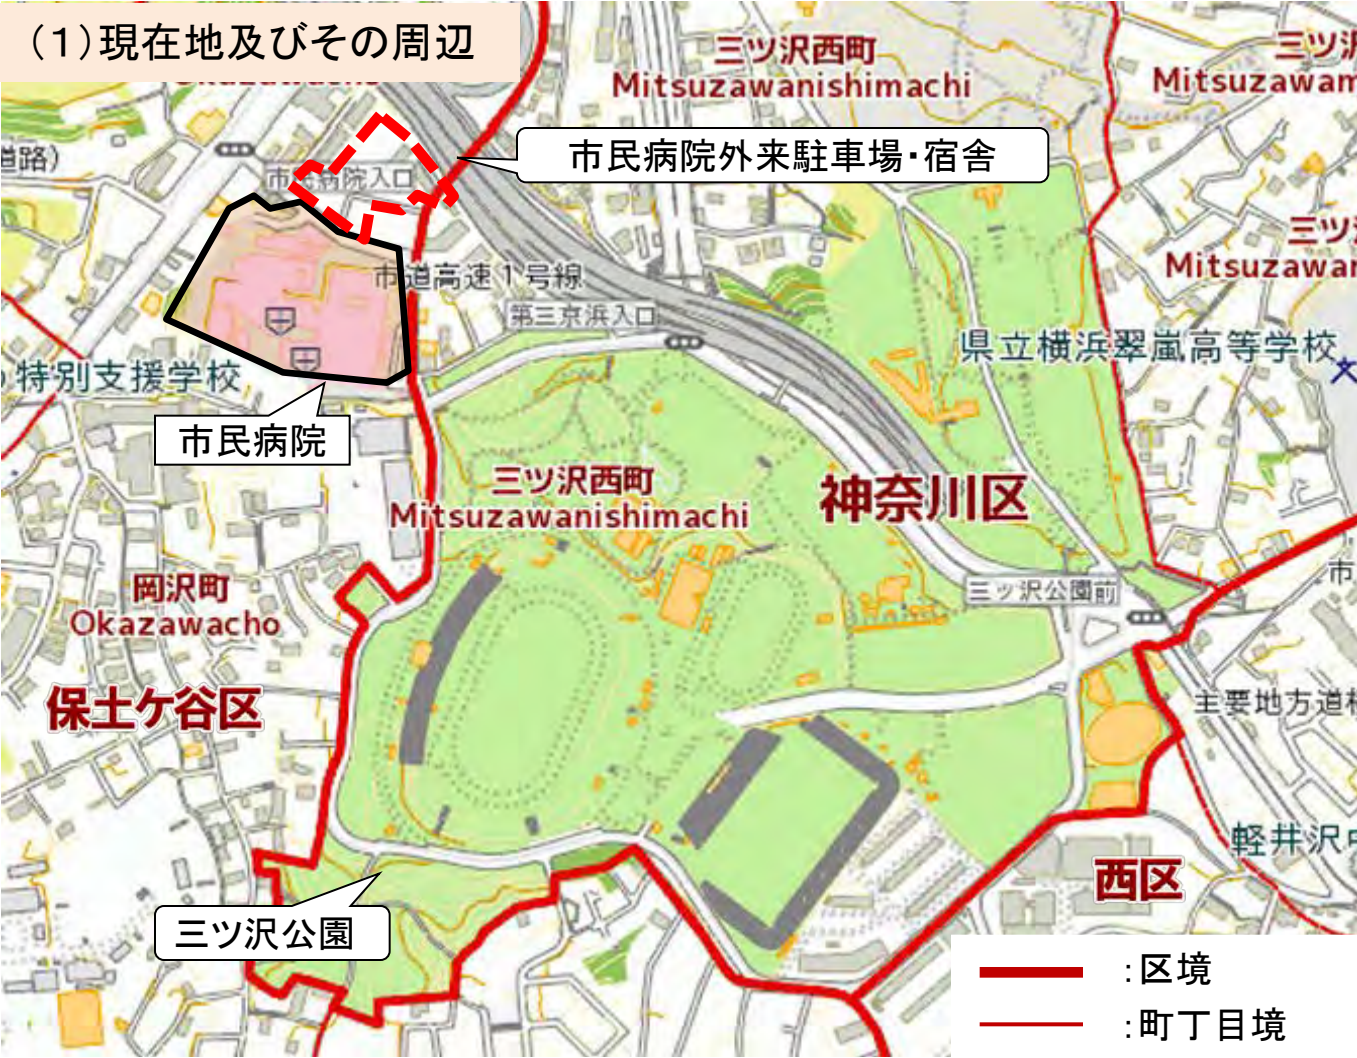 （１）現在地及びその周辺
三ツ沢西町
Mitsuzawanishimachi
三ツ沢
Mitsuzawam
道路）
市民病院外来駐車場・宿舎
市民病院入口
三ツ
Mitsuzawan
市道高速１号線
第三京浜入口
県立横浜翠嵐高等学校
特別支援学校
市民病院
三ツ沢西町
Mitsuzawanishimachi
神奈川区
岡沢町
Okazawacho
三ッ沢公園前
市
保土ケ谷区
主要地方道
軽井沢中
西区
三ツ沢公園
：区境
：町丁目境